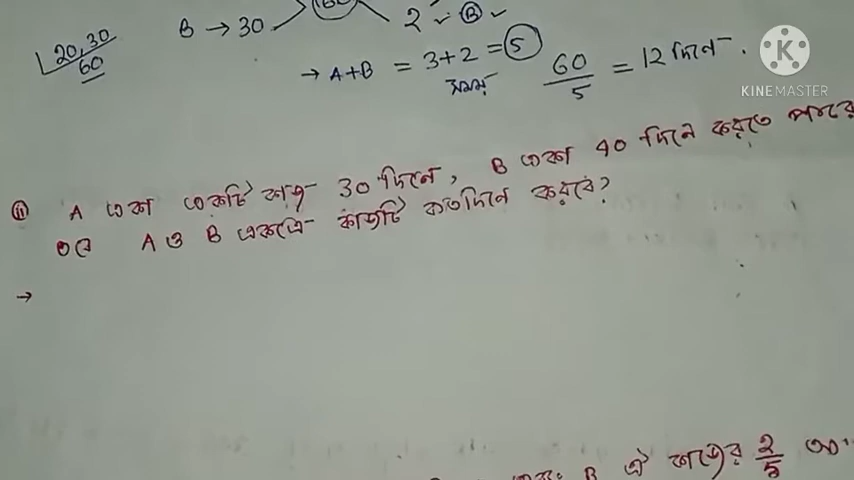 B → 30
2 ✓ B ✓
20, 30
60
→ A+B = 3+2 = 5 60/5 = 12 দিনে.
সময়
KINEMASTER
(ii) A একা একটি কাজ 30 দিনে, B একা 40 দিনে করতে পারে
তবে A ও B একত্রে কাজটি কতদিনে করবে?
→
B ঐ কাজের 2/5